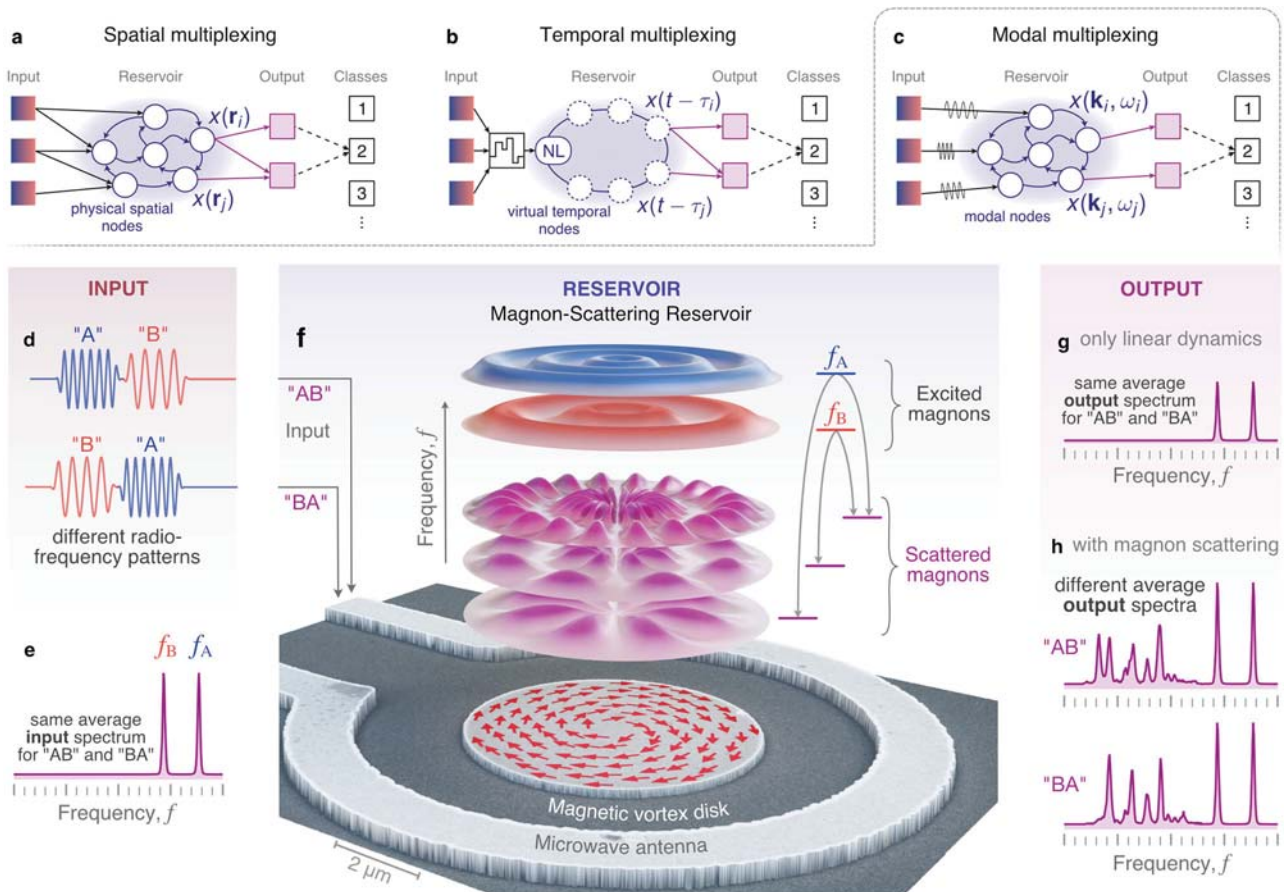 a Spatial multiplexing
Input Reservoir Output Classes
x(r_i)
x(r_j)
1
2
3
⋮
physical spatial
nodes
b Temporal multiplexing
Input Reservoir Output Classes
NL
x(t − τ_i)
x(t − τ_j)
1
2
3
⋮
virtual temporal
nodes
c Modal multiplexing
Input Reservoir Output Classes
x(k_i, ω_i)
x(k_j, ω_j)
1
2
3
⋮
modal nodes
INPUT
d
"A" "B"
"B" "A"
different radio-
frequency patterns
e
f_B f_A
same average
input spectrum
for "AB" and "BA"
Frequency, f
RESERVOIR
f Magnon-Scattering Reservoir
"AB"
Input
"BA"
Frequency, f
f_A
f_B
Excited
magnons
Scattered
magnons
Magnetic vortex disk
Microwave antenna
2 μm
OUTPUT
g only linear dynamics
same average
output spectrum
for "AB" and "BA"
Frequency, f
h with magnon scattering
different average
output spectra
"AB"
"BA"
Frequency, f